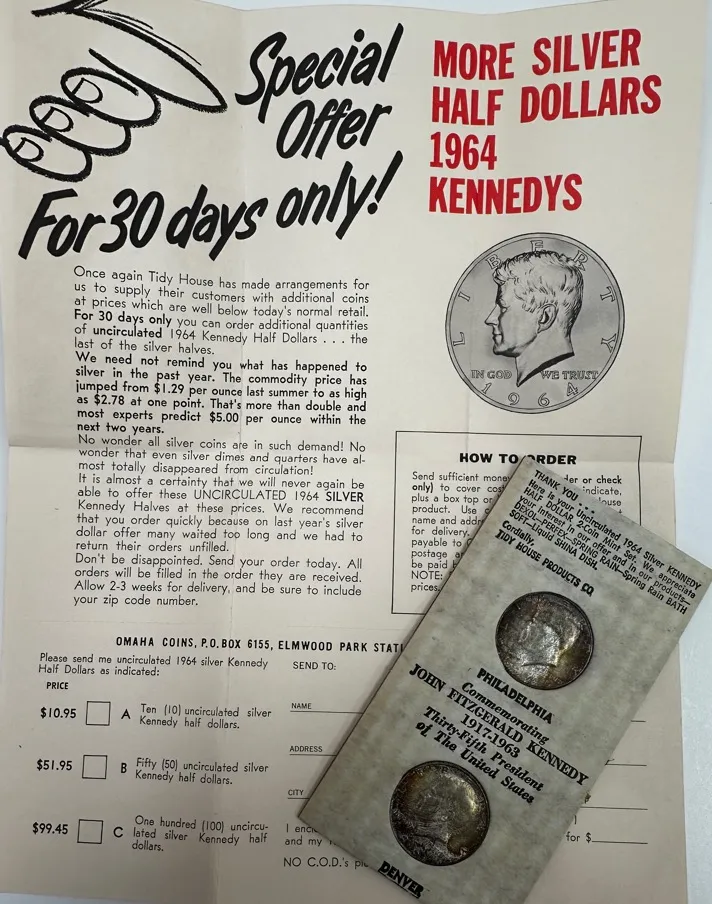 Special
Offer
For 30 days only!
MORE SILVER
HALF DOLLARS
1964
KENNEDYS
Once again Tidy House has made arrangements for
us to supply their customers with additional coins
at prices which are well below today's normal retail.
For 30 days only you can order additional quantities
of uncirculated 1964 Kennedy Half Dollars . . . the
last of the silver halves.
We need not remind you what has happened to
silver in the past year. The commodity price has
jumped from $1.29 per ounce last summer to as high
as $2.78 at one point. That's more than double and
most experts predict $5.00 per ounce within the
next two years.
No wonder all silver coins are in such demand! No
wonder that even silver dimes and quarters have al-
most totally disappeared from circulation!
It is almost a certainty that we will never again be
able to offer these UNCIRCULATED 1964 SILVER
Kennedy Halves at these prices. We recommend
that you order quickly because on last year's silver
dollar offer many waited too long and we had to
return their orders unfilled.
Don't be disappointed. Send your order today. All
orders will be filled in the order they are received.
Allow 2-3 weeks for delivery, and be sure to include
your zip code number.
LIBERTY
IN GOD WE TRUST
1964
HOW TO ORDER
Send sufficient money order or check
only) to cover cost indicate,
plus a box top or house
product. Use
name and addr
for delivery.
payable to
postage a
be paid b
NOTE:
prices.
OMAHA COINS, P.O. BOX 6155, ELMWOOD PARK STATI
Please send me uncirculated 1964 silver Kennedy
Half Dollars as indicated:
PRICE
$10.95 A Ten (10) uncirculated silver
Kennedy half dollars.
$51.95 B Fifty (50) uncirculated silver
Kennedy half dollars.
$99.45 C One hundred (100) uncircu-
lated silver Kennedy half
dollars.
SEND TO:
NAME
ADDRESS
CITY
I encl
and my
for $
NO C.O.D.'s pl
THANK YOU . . .
Here is your Uncirculated 1964 Silver KENNEDY
HALF DOLLAR, 2-Coin Mint Set. We appreciate
your interest in our offer and in our products—
DEXO—PERFEX—SPRING RAIN—Spring Rain BATH
SOFT—Liquid SHINA DISH.
Cordially,
TIDY HOUSE PRODUCTS CO
PHILADELPHIA
Commemorating
JOHN FITZGERALD KENNEDY
1917-1963
Thirty-Fifth President
of The United States
DENVER